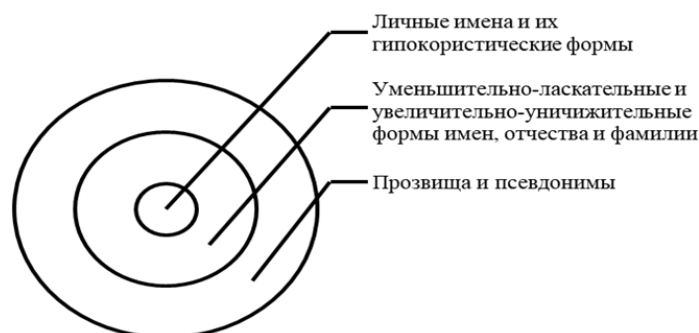 Личные имена и их
гипокористические формы
Уменьшительно-ласкательные и
увеличительно-уничижительные
формы имен, отчества и фамилии
Прозвища и псевдонимы